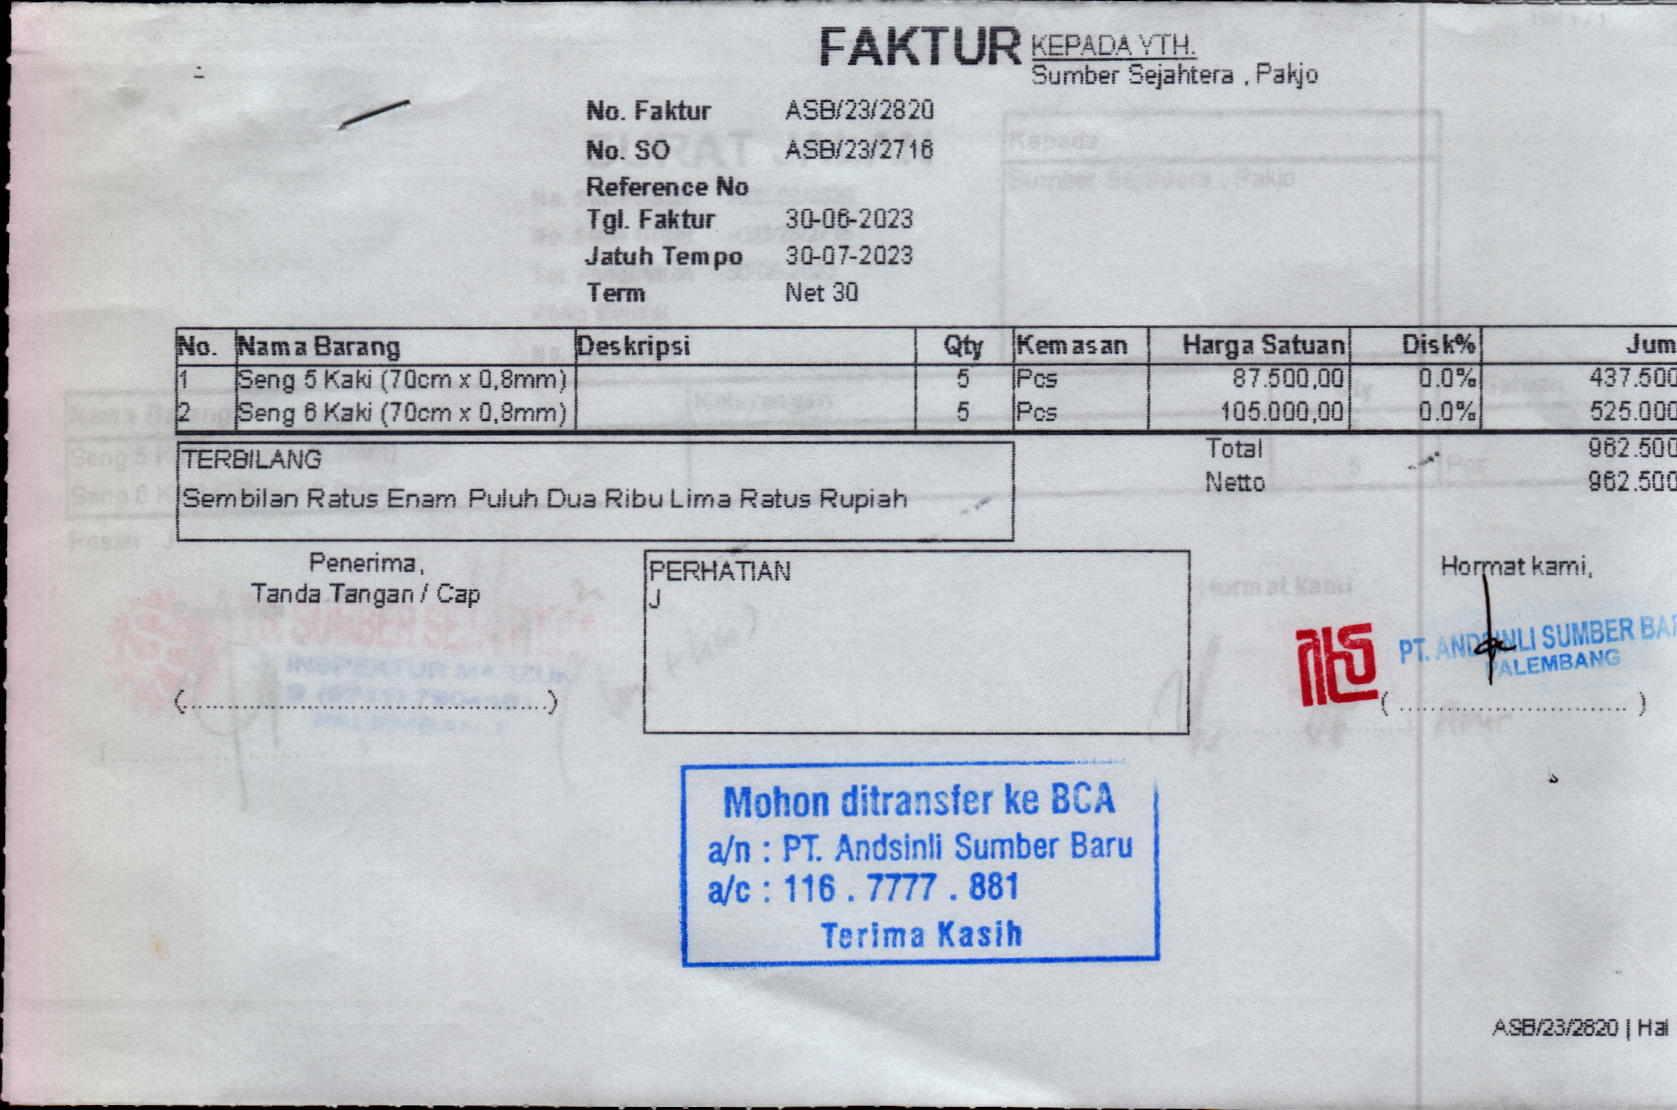 FAKTUR
KEPADA YTH.
Sumber Sejahtera , Pakjo
No. Faktur ASB/23/2820
No. SO ASB/23/2716
Reference No
Tgl. Faktur 30-06-2023
Jatuh Tempo 30-07-2023
Term Net 30
No. Nama Barang Deskripsi Qty Kemasan Harga Satuan Disk% Jum
1 Seng 5 Kaki (70cm x 0,8mm) 5 Pcs 87.500,00 0.0% 437.500
2 Seng 6 Kaki (70cm x 0,8mm) 5 Pcs 105.000,00 0.0% 525.000
Total 962.500
Netto 962.500
TERBILANG
Sembilan Ratus Enam Puluh Dua Ribu Lima Ratus Rupiah
Penerima,
Tanda Tangan / Cap
(........................................................)
PERHATIAN
J
Hormat kami,
PT. ANDSINLI SUMBER BAR
PALEMBANG
( ................................... )
Mohon ditransfer ke BCA
a/n : PT. Andsinli Sumber Baru
a/c : 116 . 7777 . 881
Terima Kasih
ASB/23/2820 | Hal